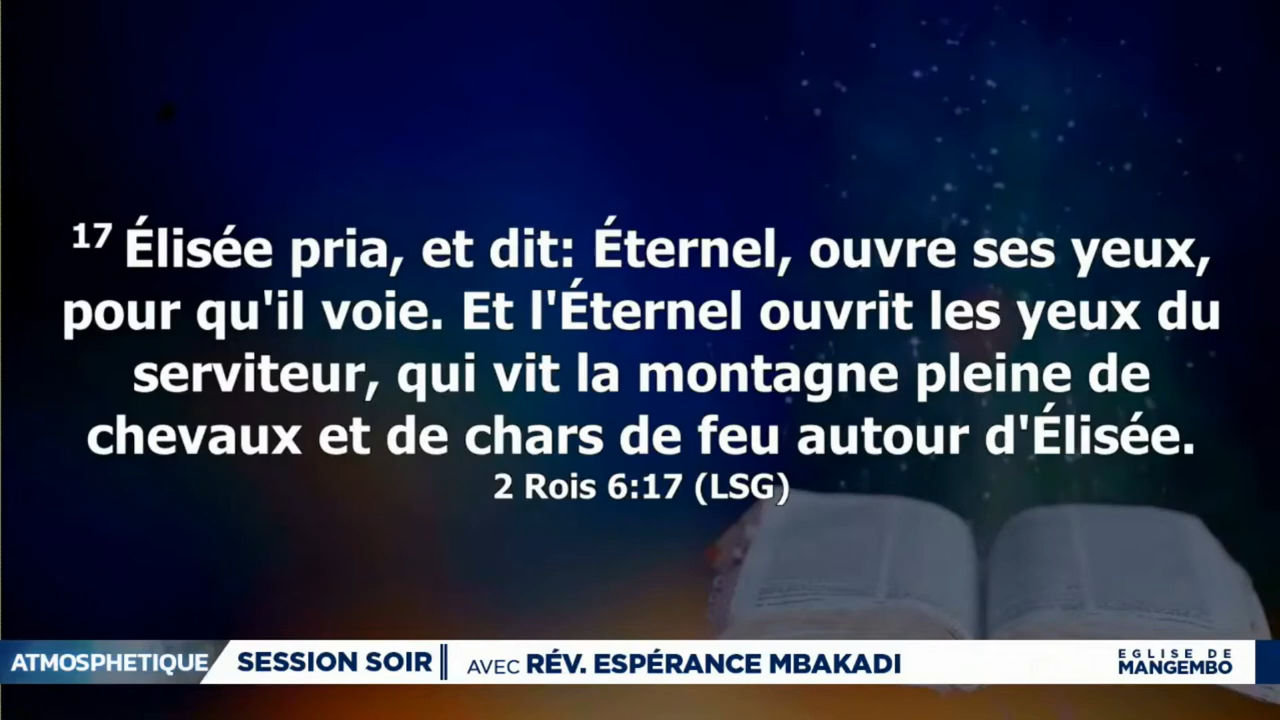 17 Élisée pria, et dit: Éternel, ouvre ses yeux,
pour qu'il voie. Et l'Éternel ouvrit les yeux du
serviteur, qui vit la montagne pleine de
chevaux et de chars de feu autour d'Élisée.
2 Rois 6:17 (LSG)
ATMOSPHETIQUE SESSION SOIR AVEC RÉV. ESPÉRANCE MBAKADI
EGLISE DE
MANGEMBO